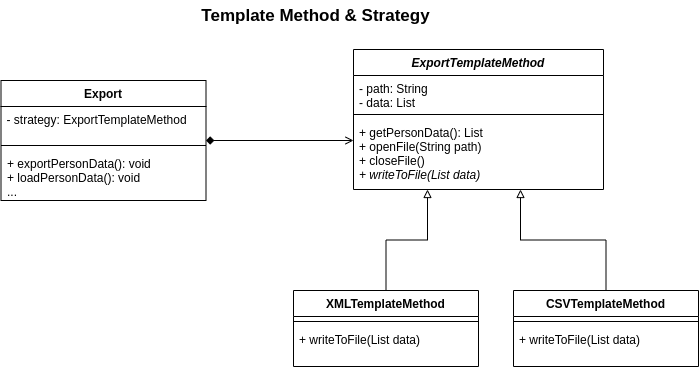 Template Method & Strategy
Export
- strategy: ExportTemplateMethod
+ exportPersonData(): void
+ loadPersonData(): void
...
ExportTemplateMethod
- path: String
- data: List
+ getPersonData(): List
+ openFile(String path)
+ closeFile()
+ writeToFile(List data)
XMLTemplateMethod
+ writeToFile(List data)
CSVTemplateMethod
+ writeToFile(List data)